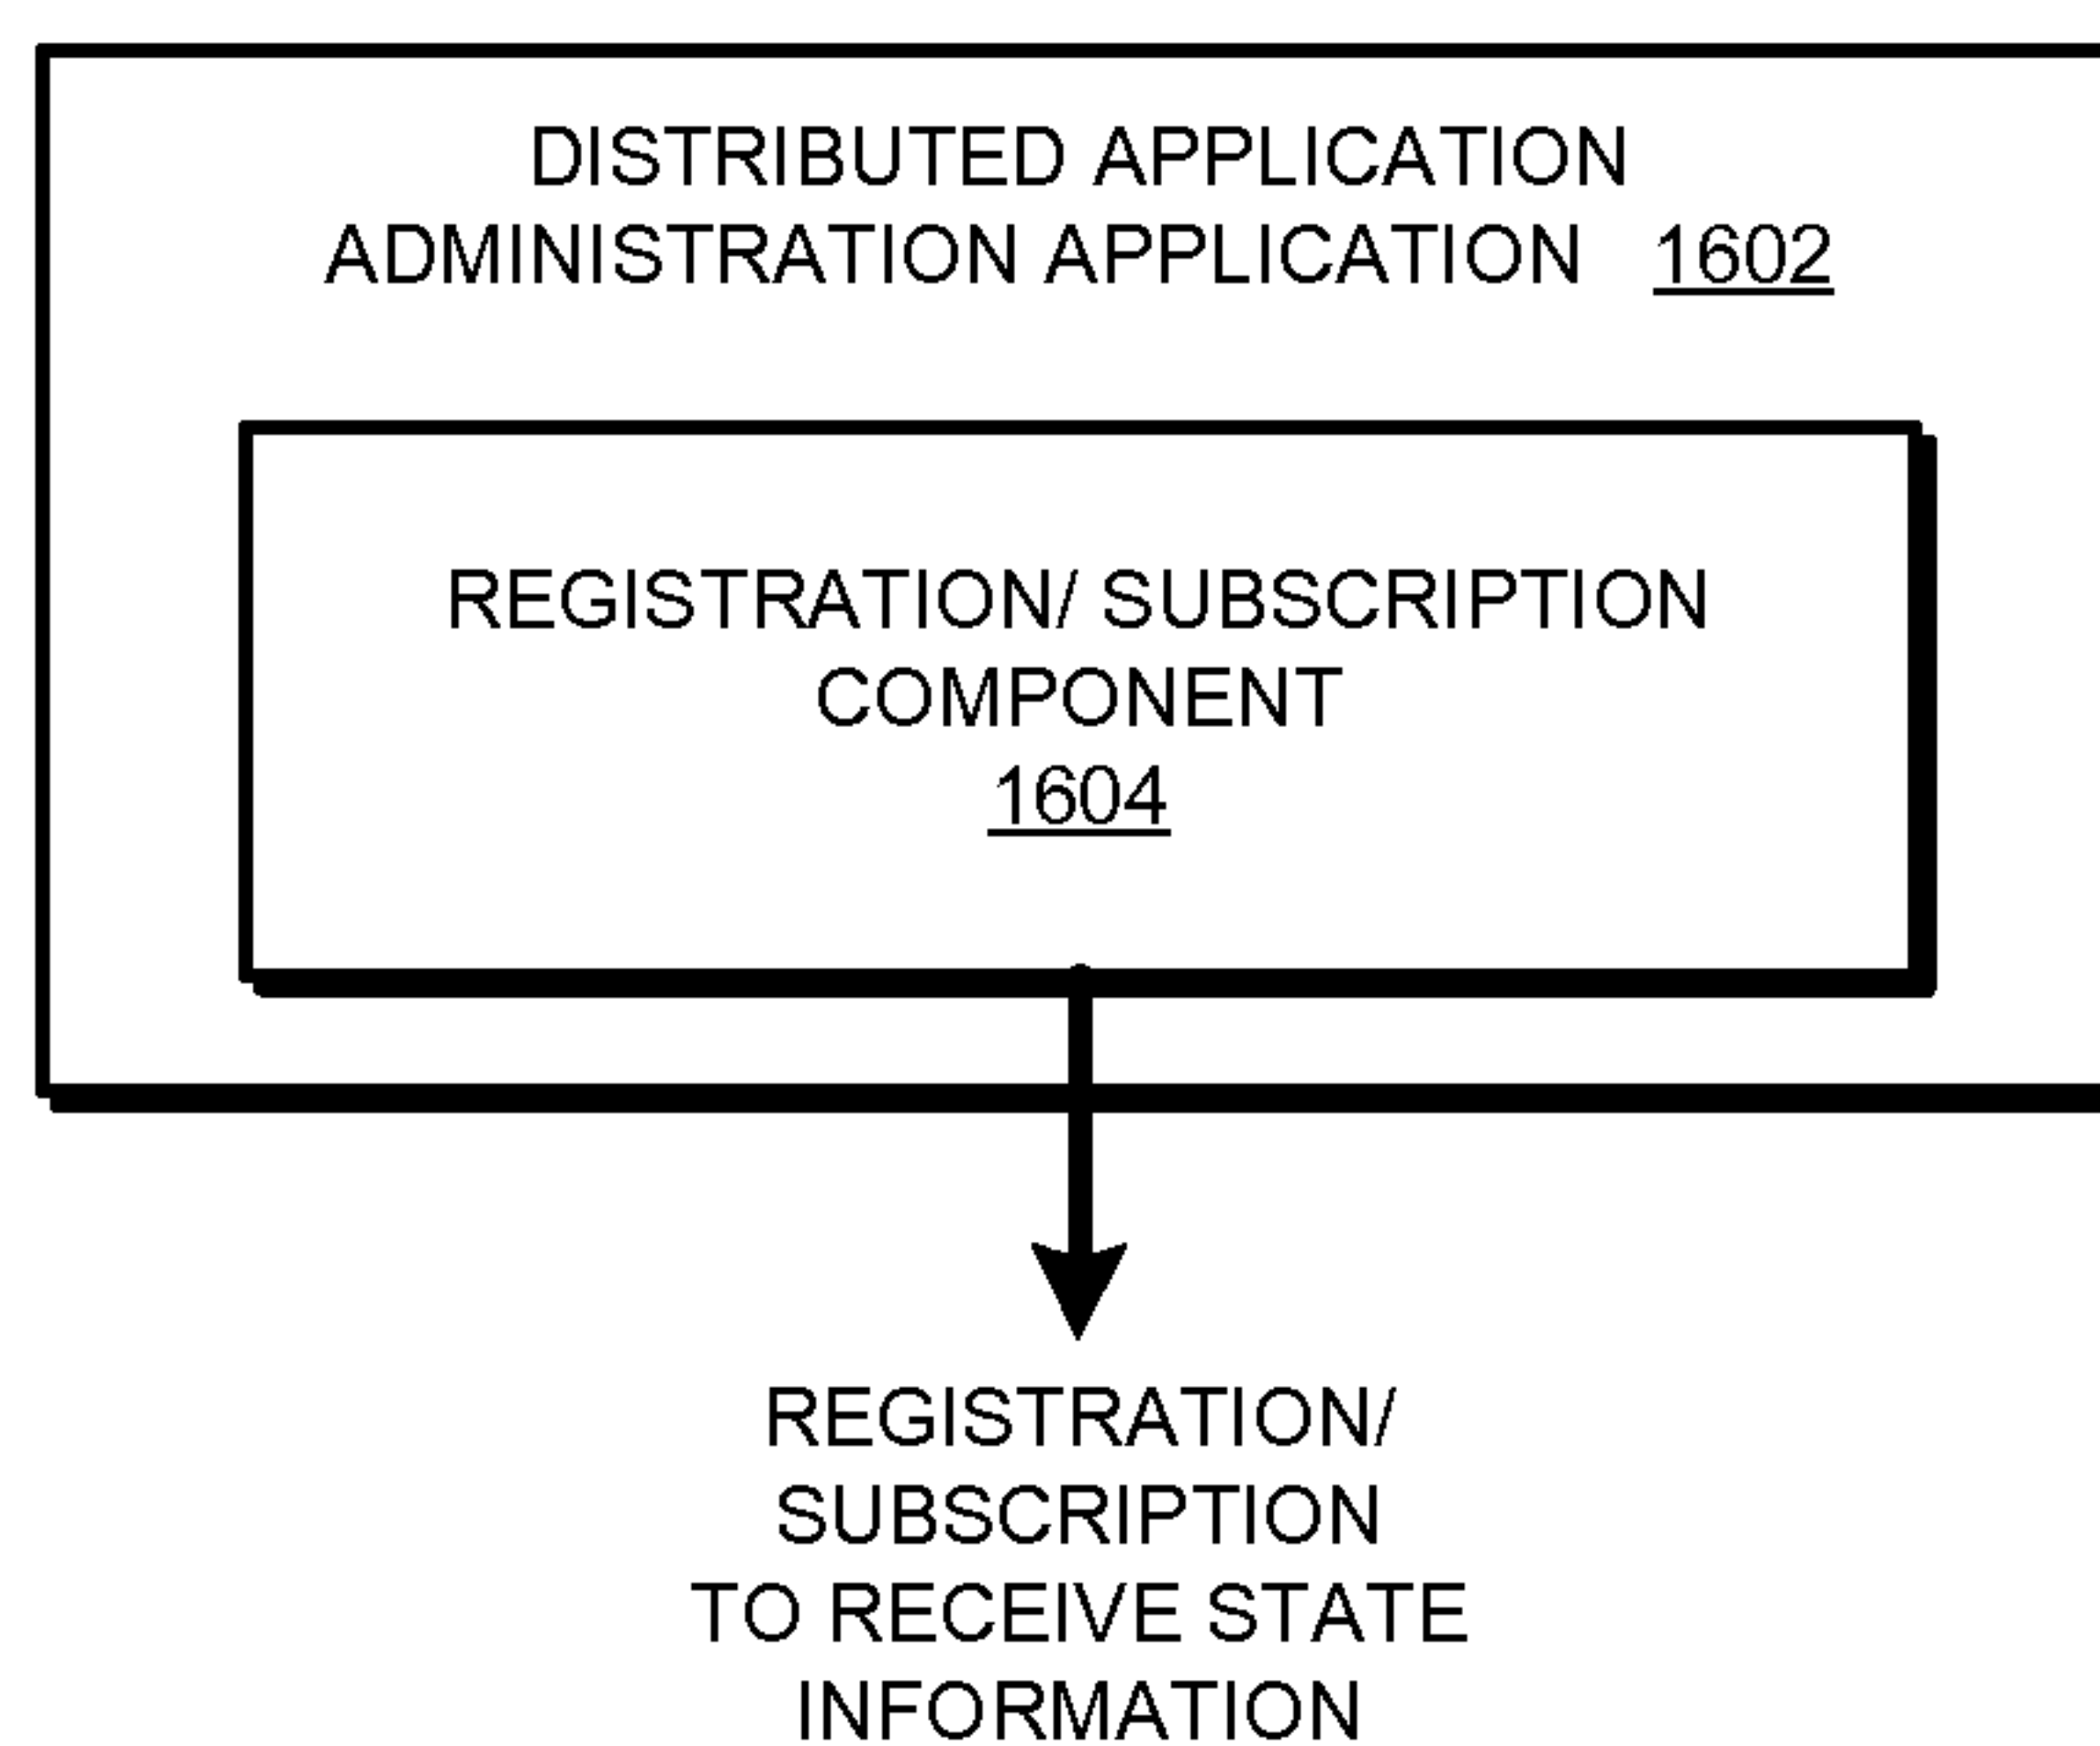 DISTRIBUTED APPLICATION
ADMINISTRATION APPLICATION 1602
REGISTRATION/ SUBSCRIPTION
COMPONENT
1604
REGISTRATION/
SUBSCRIPTION
TO RECEIVE STATE
INFORMATION